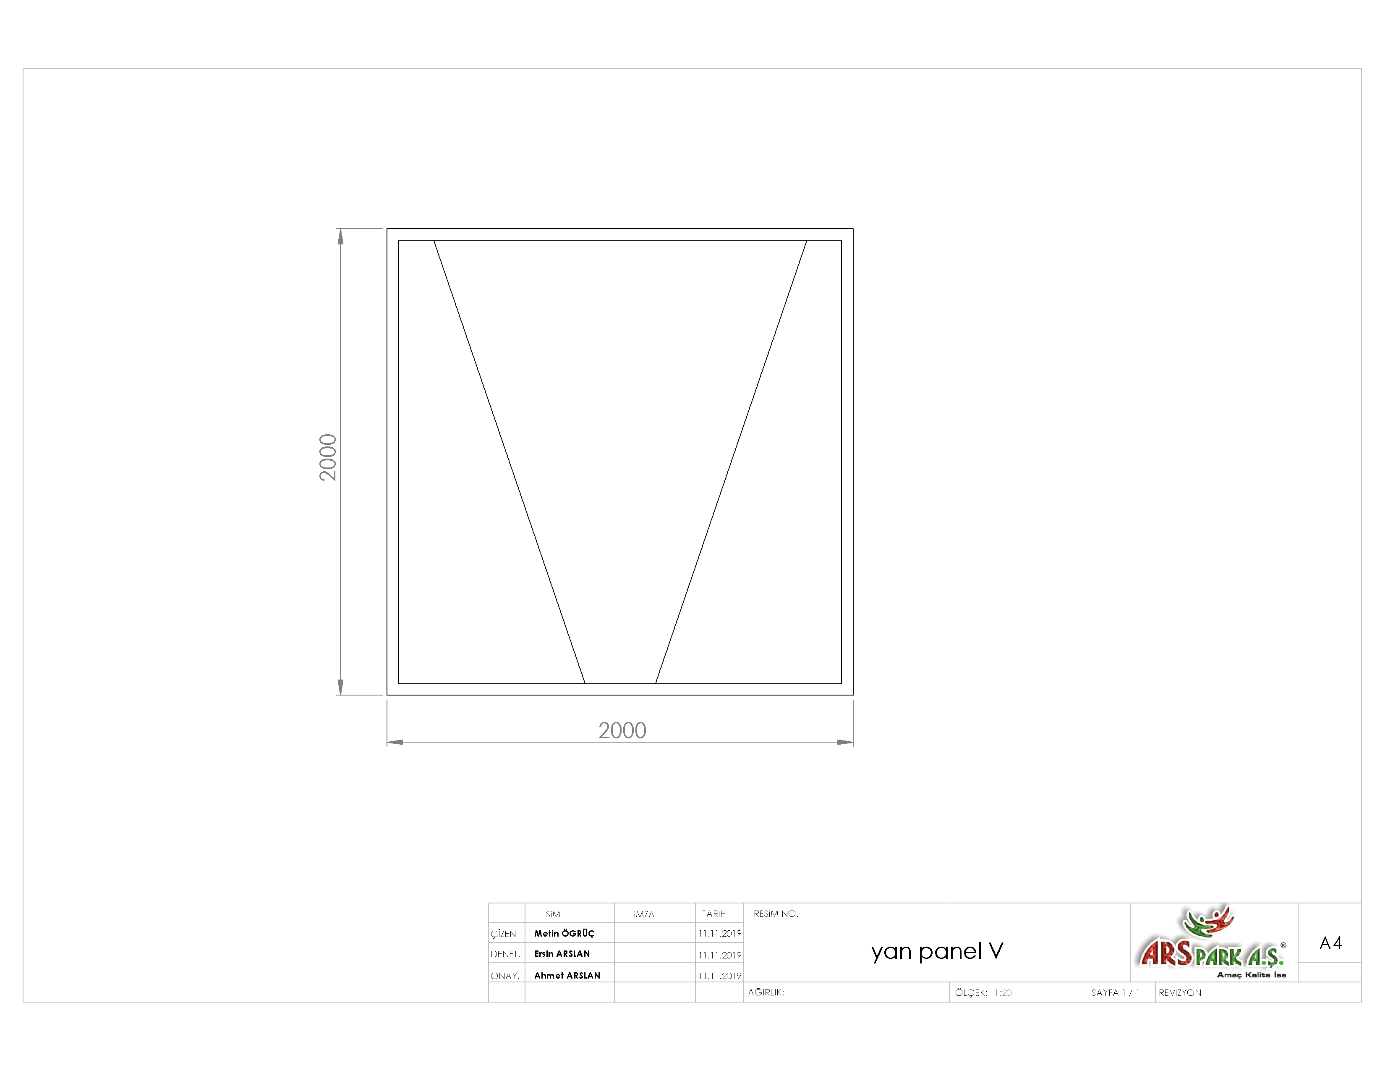 2000
2000
İSİM İMZA TARİH RESİM NO.
ÇİZEN Metin ÖGRÜÇ 11.11.2019
DENET. Ersin ARSLAN 11.11.2019
ONAY. Ahmet ARSLAN 11.11.2019
yan panel V
ARSPARK A.Ş.®
Amaç Kalite İse
A4
AĞIRLIK: ÖLÇEK: 1:20 SAYFA 1 / 1 REVİZYON